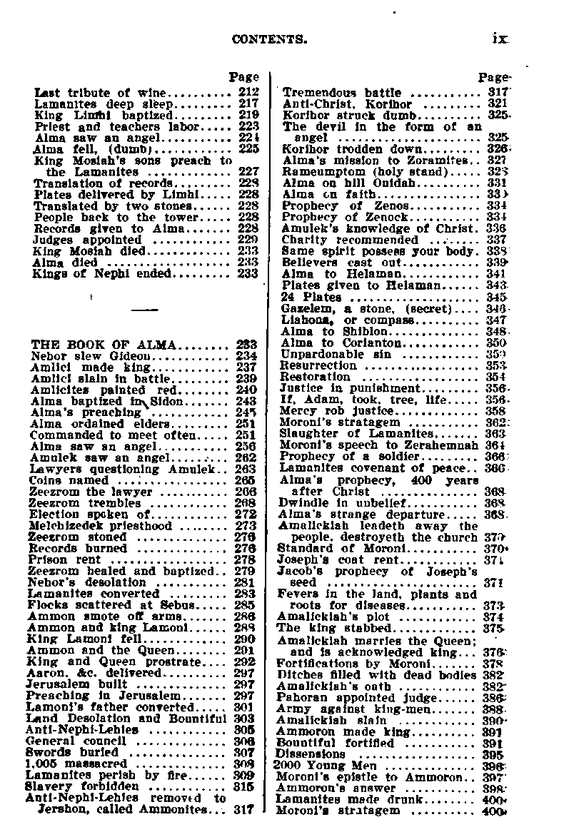 CONTENTS.
ix
Page
Last tribute of wine.......... 212
Lamanites deep sleep......... 217
King Limhi baptized......... 219
Priest and teachers labor..... 223
Alma saw an angel........... 224
Alma fell, (dumb)............ 225
King Mosiah's sons preach to
the Lamanites ............ 227
Translation of records......... 228
Plates delivered by Limhi..... 228
Translated by two stones...... 228
People back to the tower..... 228
Records given to Alma....... 228
Judges appointed ............ 229
King Mosiah died............. 233
Alma died ................... 233
Kings of Nephi ended......... 233
THE BOOK OF ALMA........ 233
Nehor slew Gideon............ 234
Amlici made king............ 237
Amlici slain in battle......... 239
Amlicites painted red........ 240
Alma baptized in Sidon....... 243
Alma's preaching ............ 245
Alma ordained elders......... 251
Commanded to meet often..... 251
Alma saw an angel........... 256
Amulek saw an angel......... 262
Lawyers questioning Amulek.. 263
Coins named ................ 265
Zeezrom the lawyer .......... 266
Zeezrom trembles ............ 268
Election spoken of............ 272
Melchizedek priesthood ....... 273
Zeezrom stoned .............. 276
Records burned .............. 276
Prison rent .................. 278
Zeezrom healed and baptized.. 279
Nehor's desolation ........... 281
Lamanites converted ......... 283
Flocks scattered at Sebus..... 285
Ammon smote off arms....... 286
Ammon and king Lamoni...... 288
King Lamoni fell............. 290
Ammon and the Queen........ 291
King and Queen prostrate.... 292
Aaron, &c. delivered.......... 297
Jerusalem built .............. 297
Preaching in Jerusalem....... 297
Lamoni's father converted..... 301
Land Desolation and Bountiful 303
Anti-Nephi-Lehies ............ 305
General council .............. 306
Swords buried ............... 307
1,005 massacred .............. 308
Lamanites perish by fire...... 309
Slavery forbidden ............ 315
Anti-Nephi-Lehies removed to
Jershon, called Ammonites... 317
Page
Tremendous battle ........... 317
Anti-Christ, Korihor ......... 321
Korihor struck dumb.......... 325
The devil in the form of an
angel ..................... 325
Korihor trodden down......... 326
Alma's mission to Zoramites.. 327
Rameumptom (holy stand)..... 328
Alma on hill Onidah.......... 331
Alma on faith................
Prophecy of Zenos........... 334
Prophecy of Zenock.......... 334
Amulek's knowledge of Christ. 336
Charity recommended ........ 337
Same spirit possess your body. 338
Believers cast out............ 339
Alma to Helaman............. 341
Plates given to Helaman...... 343
24 Plates .................... 345
Gazelem, a stone, (secret).... 346
Liahona, or compass.......... 347
Alma to Shiblon.............. 348
Alma to Corianton............ 350
Unpardonable sin ............
Resurrection ................. 353
Restoration .................. 354
Justice in punishment......... 356
If, Adam, took, tree, life..... 356
Mercy rob justice............. 358
Moroni's stratagem ........... 362
Slaughter of Lamanites....... 363
Moroni's speech to Zerahemnah 364
Prophecy of a soldier......... 366
Lamanites covenant of peace.. 366
Alma's prophecy, 400 years
after Christ ............... 368
Dwindle in unbelief........... 368
Alma's strange departure..... 368
Amalickiah leadeth away the
people, destroyeth the church 370
Standard of Moroni........... 370
Joseph's coat rent............ 371
Jacob's prophecy of Joseph's
seed ...................... 371
Fevers in the land, plants and
roots for diseases........... 373
Amalickiah's plot ............ 374
The king stabbed............. 375
Amalickiah marries the Queen;
and is acknowledged king... 376
Fortifications by Moroni....... 378
Ditches filled with dead bodies 382
Amalickiah's oath ............ 382
Pahoran appointed judge...... 386
Army against king-men....... 388
Amalickiah slain ............. 390
Ammoron made king.......... 391
Bountiful fortified ........... 391
Dissensions ................. 395
2000 Young Men ............. 396
Moroni's epistle to Ammoron.. 397
Ammoron's answer ........... 398
Lamanites made drunk....... 400
Moroni's stratagem .......... 400